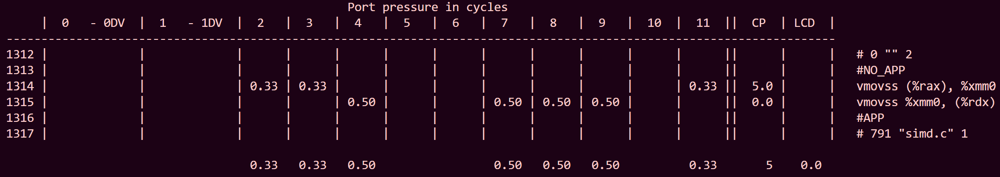 Port pressure in cycles
| 0 - 0DV | 1 - 1DV | 2 | 3 | 4 | 5 | 6 | 7 | 8 | 9 | 10 | 11 || CP | LCD |
-----------------------------------------------------------------------------------------------------------------------
1312 | | | | | | | | | | | | || | | # 0 "" 2
1313 | | | | | | | | | | | | || | | #NO_APP
1314 | | | 0.33 | 0.33 | | | | | | | | 0.33 || 5.0 | | vmovss (%rax), %xmm0
1315 | | | | | 0.50 | | | 0.50 | 0.50 | 0.50 | | || 0.0 | | vmovss %xmm0, (%rdx)
1316 | | | | | | | | | | | | || | | #APP
1317 | | | | | | | | | | | | || | | # 791 "simd.c" 1
0.33 0.33 0.50 0.50 0.50 0.50 0.33 5 0.0